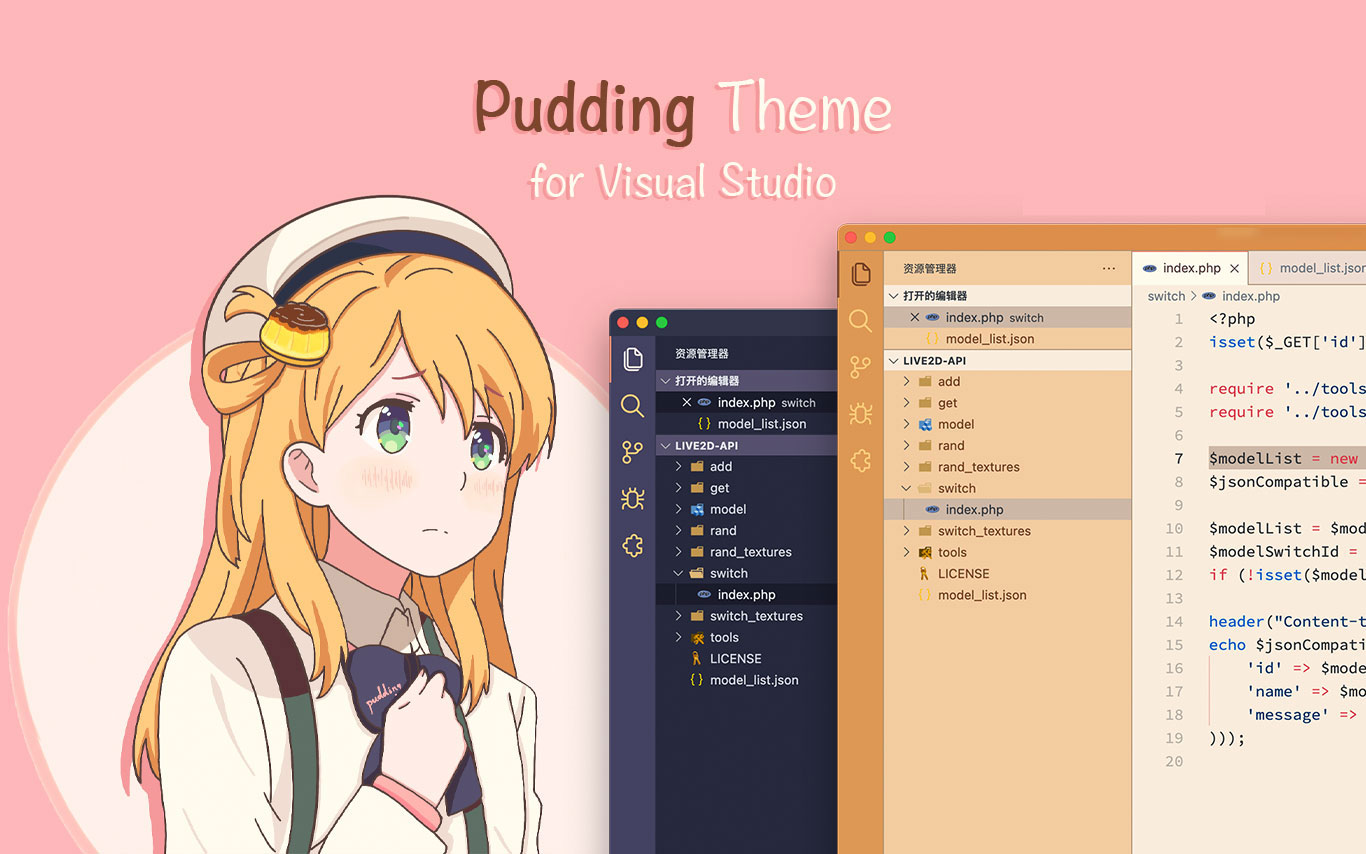 Pudding Theme
for Visual Studio
pudding
资源管理器
打开的编辑器
index.php switch
model_list.json
LIVE2D-API
add
get
model
rand
rand_textures
switch
index.php
switch_textures
tools
LICENSE
model_list.json
资源管理器
打开的编辑器
index.php switch
model_list.json
LIVE2D-API
add
get
model
rand
rand_textures
switch
index.php
switch_textures
tools
LICENSE
model_list.json
index.php {} model_list.json
switch > index.php
1 <?php
2 isset($_GET['id']
3
4 require '../tools
5 require '../tools
6
7 $modelList = new
8 $jsonCompatible =
9
10 $modelList = $mod
11 $modelSwitchId =
12 if (!isset($model
13
14 header("Content-t
15 echo $jsonCompati
16 'id' => $mode
17 'name' => $mo
18 'message' =>
19 )));
20